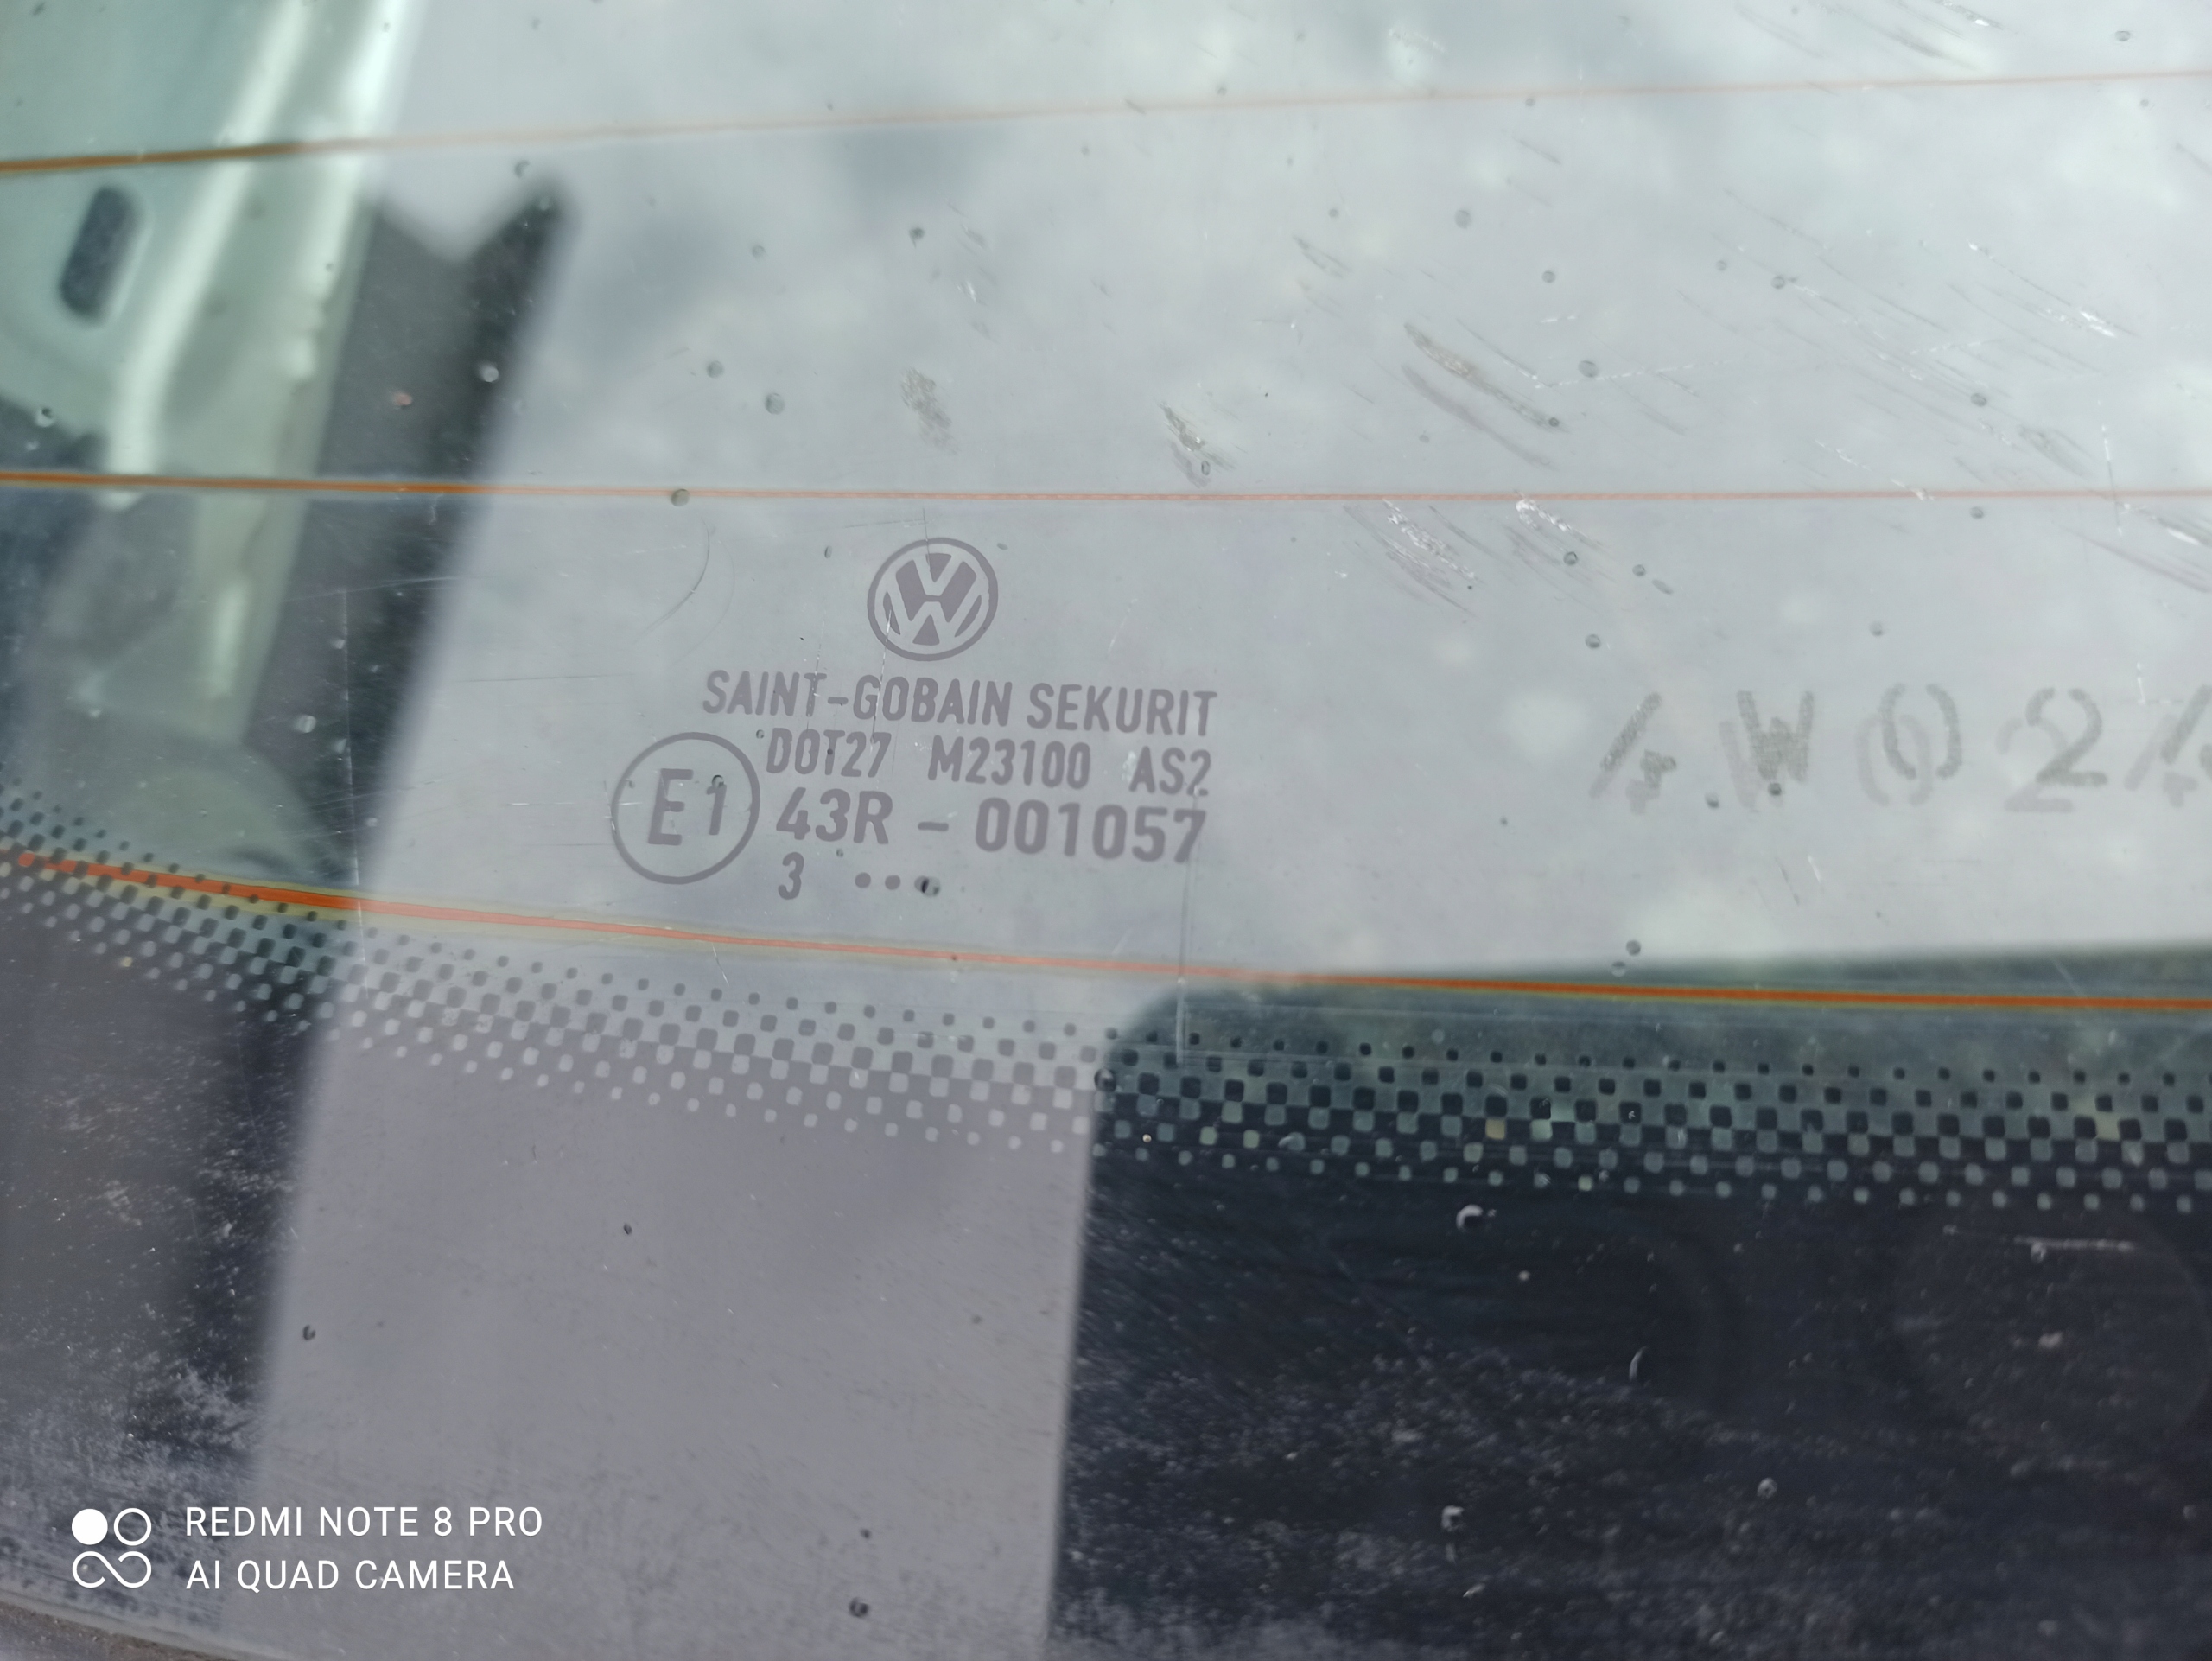 SAINT-GOBAIN SEKURIT
DOT27 M23100 AS2
E1 43R - 001057
3 •••
REDMI NOTE 8 PRO
AI QUAD CAMERA